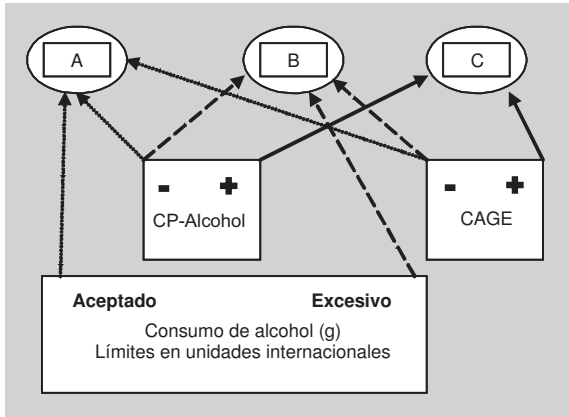 A
B
C
- +
CP-Alcohol
- +
CAGE
Aceptado Excesivo
Consumo de alcohol (g)
Límites en unidades internacionales